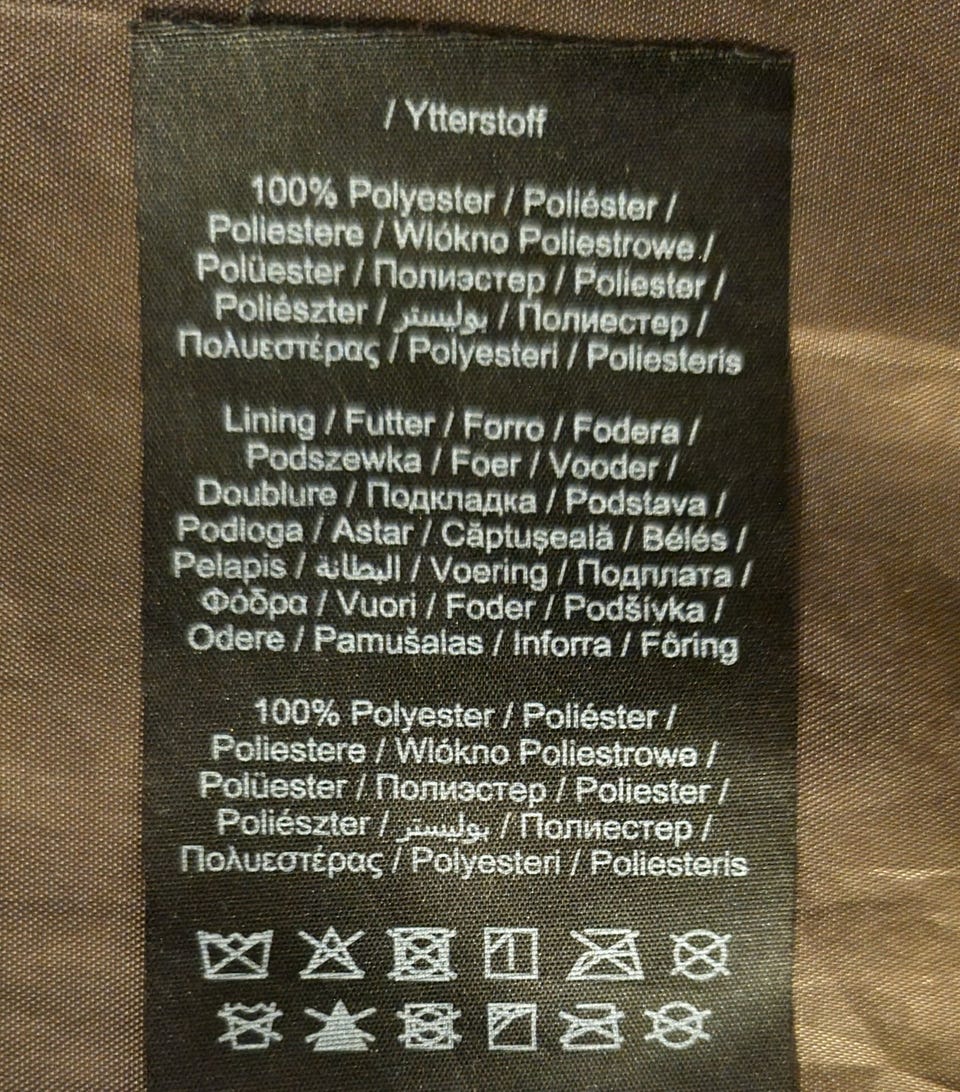 / Ytterstoff
100% Polyester / Poliéster /
Poliestere / Wlókno Poliestrowe /
Polüester / Полиэстер / Poliester /
Poliészter / بوليستر / Полиестер /
Πολυεστέρας / Polyesteri / Poliesteris
Lining / Futter / Forro / Fodera /
Podszewka / Foer / Vooder /
Doublure / Подкладка / Podstava /
Podloga / Astar / Căptuşeală / Bélés /
Pelapis / البطانة / Voering / Подплата /
Φόδρα / Vuori / Foder / Podšívka /
Odere / Pamušalas / Inforra / Fôring
100% Polyester / Poliéster /
Poliestere / Wlókno Poliestrowe /
Polüester / Полиэстер / Poliester /
Poliészter / بوليستر / Полиестер /
Πολυεστέρας / Polyesteri / Poliesteris